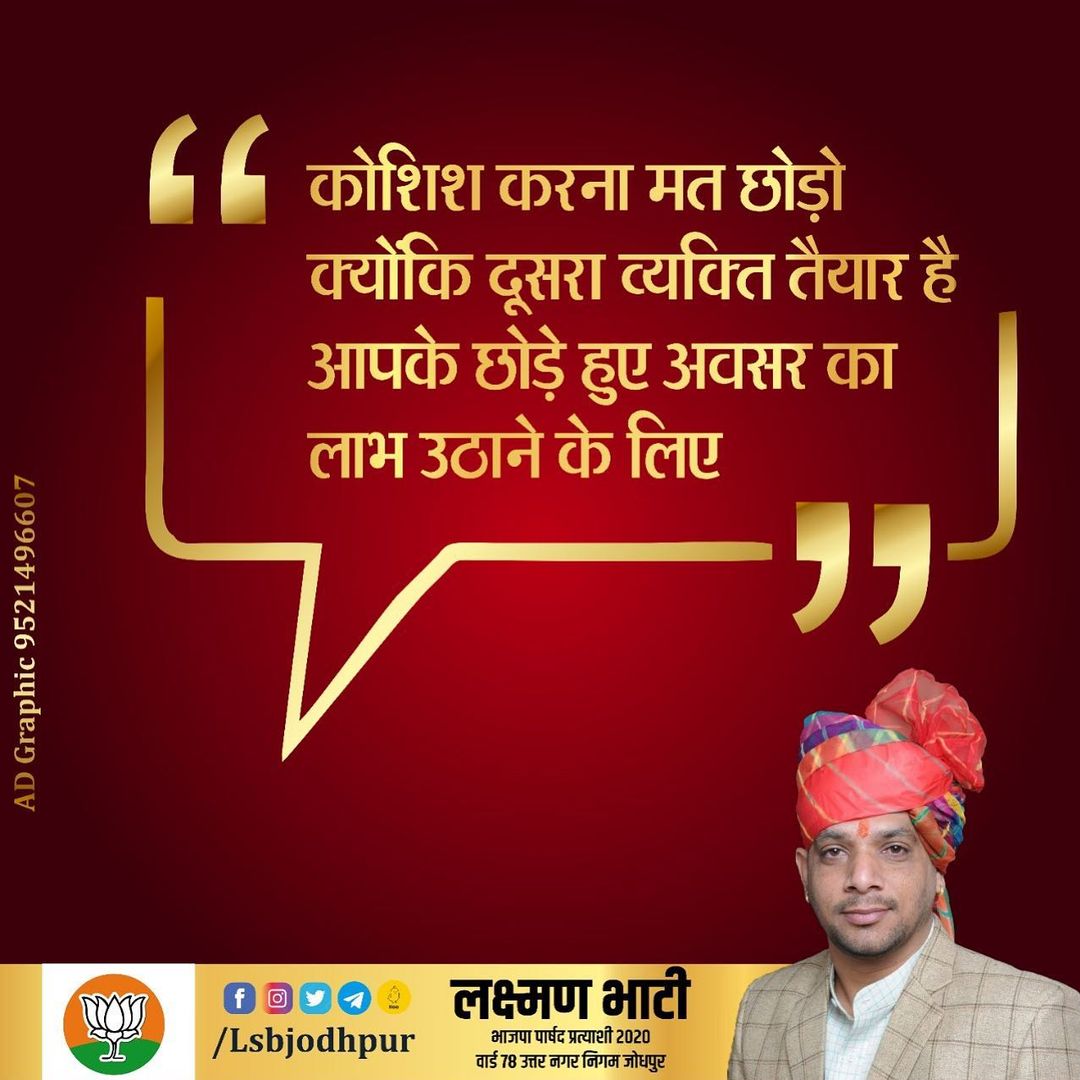 कोशिश करना मत छोड़ो
क्योंकि दूसरा व्यक्ति तैयार है
आपके छोड़े हुए अवसर का
लाभ उठाने के लिए
AD Graphic 9521496607
/Lsbjodhpur
लक्ष्मण भाटी
भाजपा पार्षद प्रत्याशी 2020
वार्ड 78 उत्तर नगर निगम जोधपुर